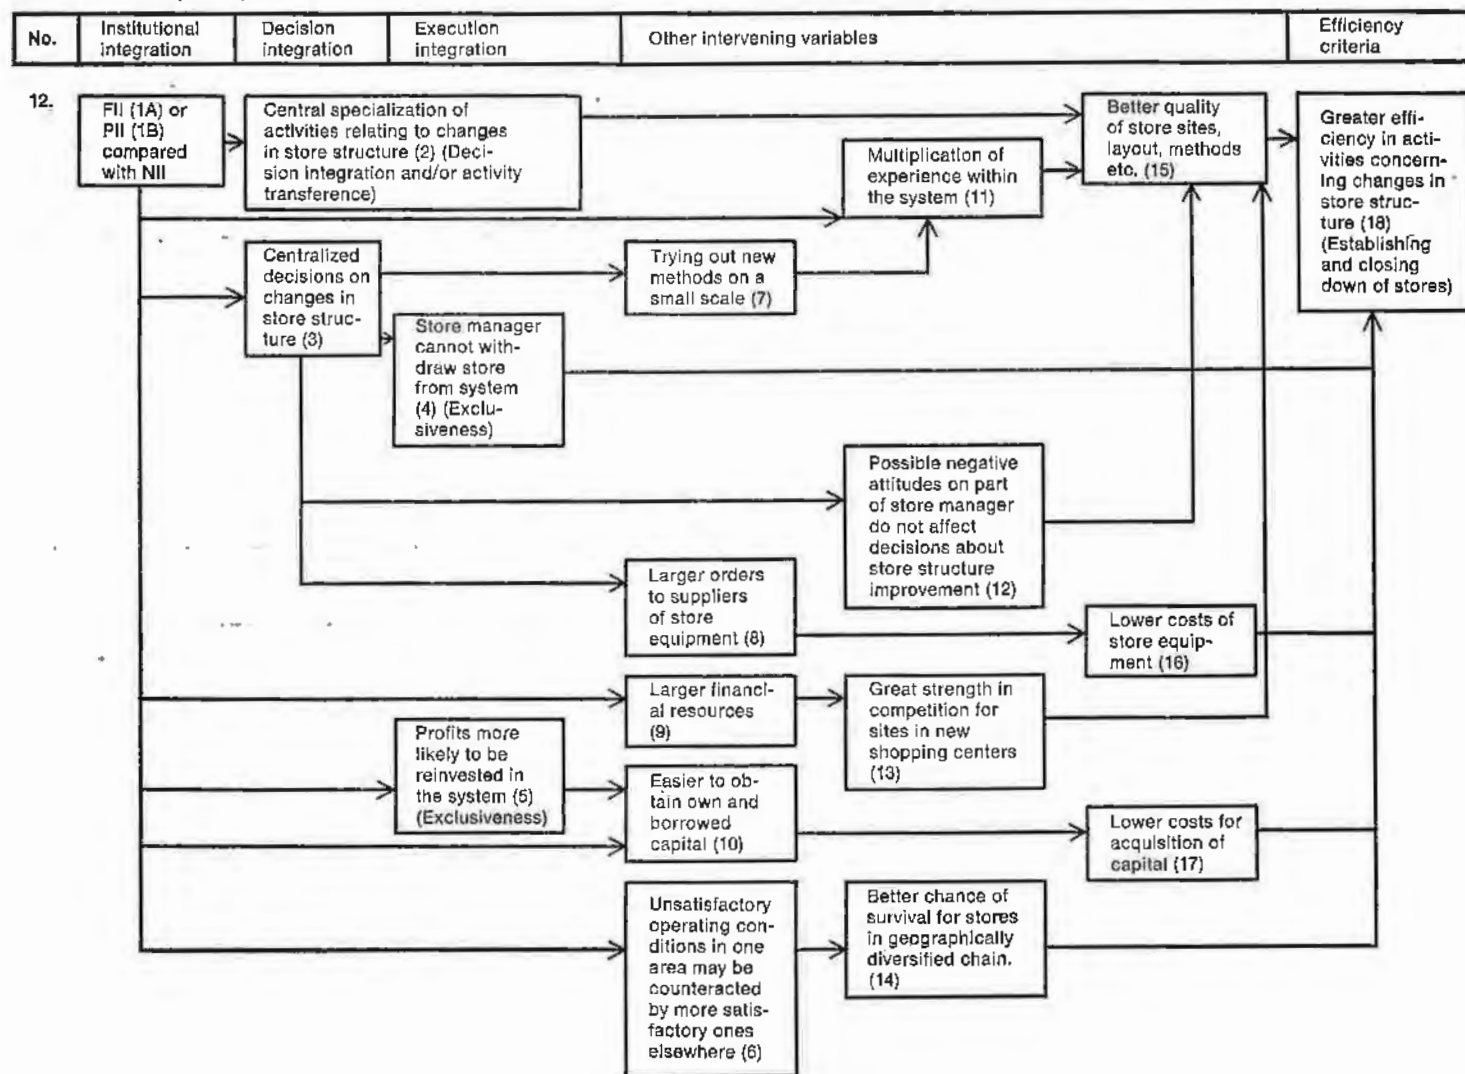 No.
Institutional
integration
Decision
integration
Execution
integration
Other intervening variables
Efficiency
criteria
12.
FII (1A) or
PII (1B)
compared
with NII
Central specialization of
activities relating to changes
in store structure (2) (Deci-
sion integration and/or activity
transference)
Better quality
of store sites,
layout, methods
etc. (15)
Greater effi-
ciency in acti-
vities concern-
ing changes in
store struc-
ture (18)
(Establishing
and closing
down of stores)
Multiplication of
experience within
the system (11)
Centralized
decisions on
changes in
store struc-
ture (3)
Trying out new
methods on a
small scale (7)
Store manager
cannot with-
draw store
from system
(4) (Exclu-
siveness)
Possible negative
attitudes on part
of store manager
do not affect
decisions about
store structure
improvement (12)
Larger orders
to suppliers
of store
equipment (8)
Lower costs of
store equip-
ment (16)
Larger financi-
al resources
(9)
Great strength in
competition for
sites in new
shopping centers
(13)
Profits more
likely to be
reinvested in
the system (5)
(Exclusiveness)
Easier to ob-
tain own and
borrowed
capital (10)
Lower costs for
acquisition of
capital (17)
Unsatisfactory
operating con-
ditions in one
area may be
counteracted
by more satis-
factory ones
elsewhere (6)
Better chance of
survival for stores
in geographically
diversified chain.
(14)